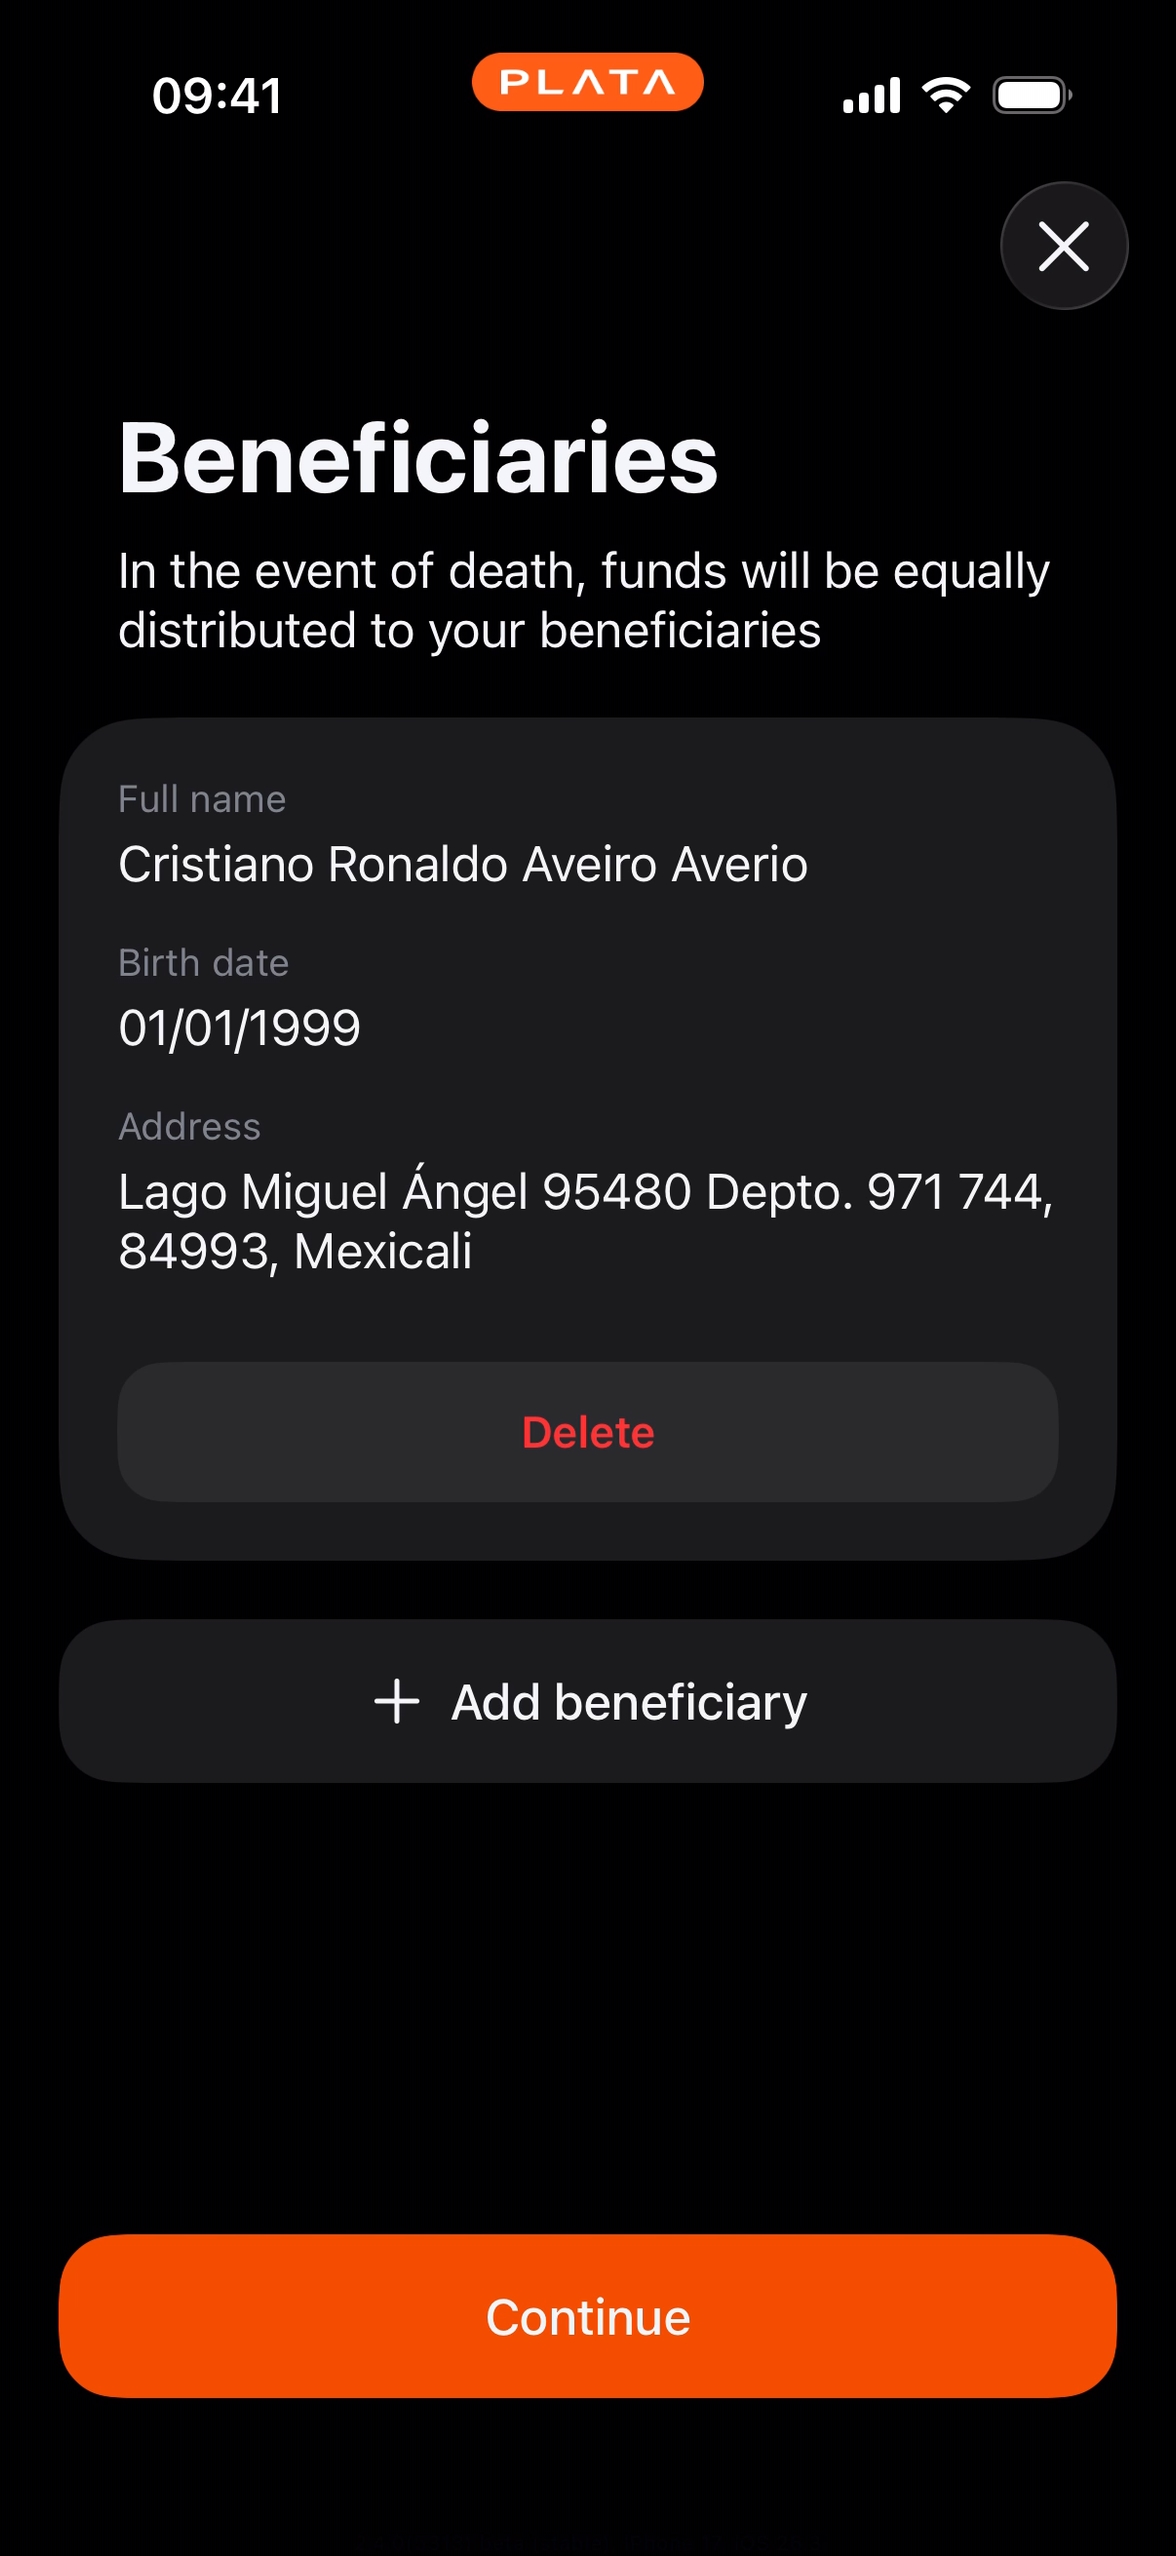 09:41
PLATA
Beneficiaries
In the event of death, funds will be equally
distributed to your beneficiaries
Full name
Cristiano Ronaldo Aveiro Averio
Birth date
01/01/1999
Address
Lago Miguel Ángel 95480 Depto. 971 744,
84993, Mexicali
Delete
Add beneficiary
Continue